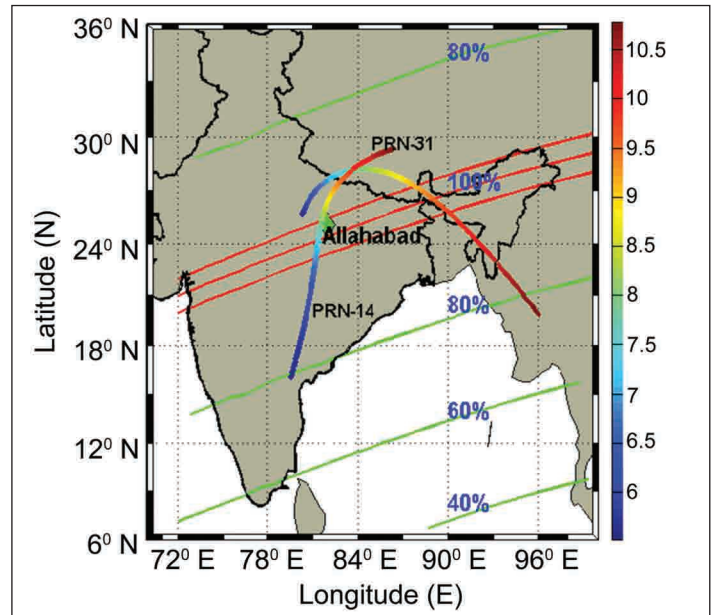 36⁰ N
30⁰ N
24⁰ N
18⁰ N
12⁰ N
6⁰ N
Latitude (N)
80%
PRN-31
100%
Allahabad
80%
PRN-14
60%
40%
72⁰ E 78⁰ E 84⁰ E 90⁰ E 96⁰ E
Longitude (E)
10.5
10
9.5
9
8.5
8
7.5
7
6.5
6